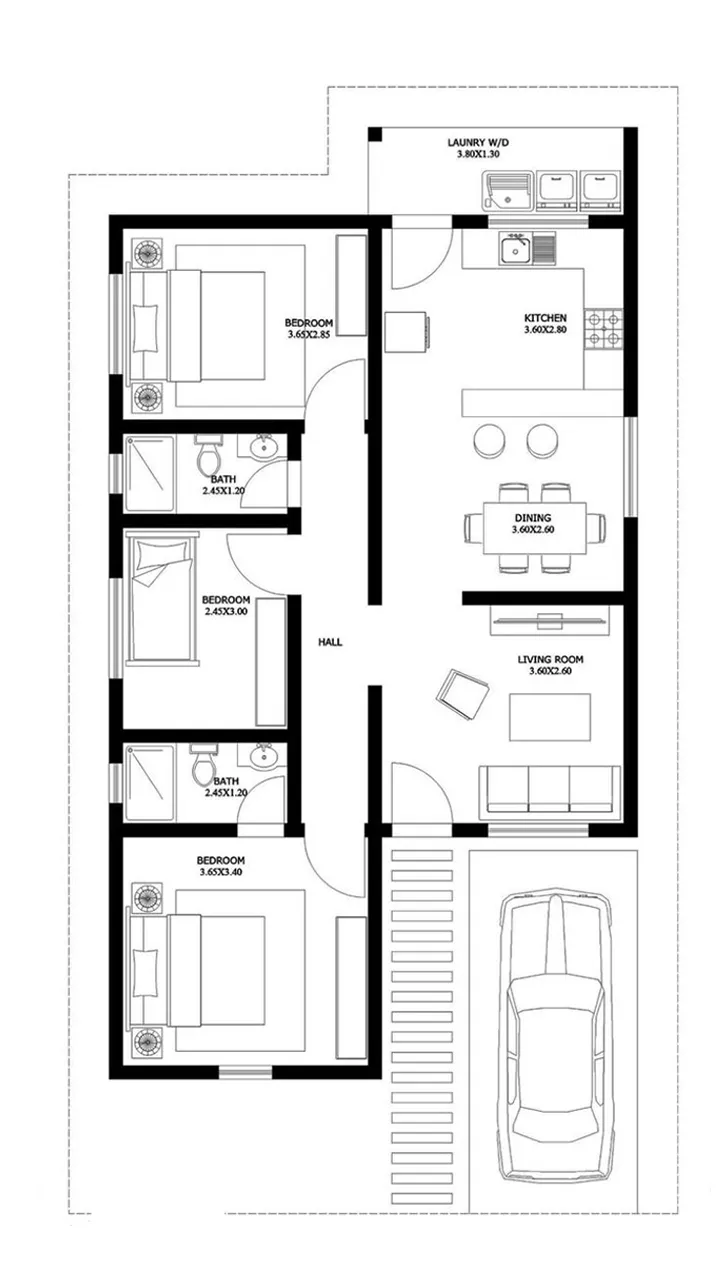 LAUNRY W/D
3.80X1.30
BEDROOM
3.65X2.85
KITCHEN
3.60X2.80
BATH
2.45X1.20
DINING
3.60X2.60
BEDROOM
2.45X3.00
HALL
LIVING ROOM
3.60X2.60
BATH
2.45X1.20
BEDROOM
3.65X3.40